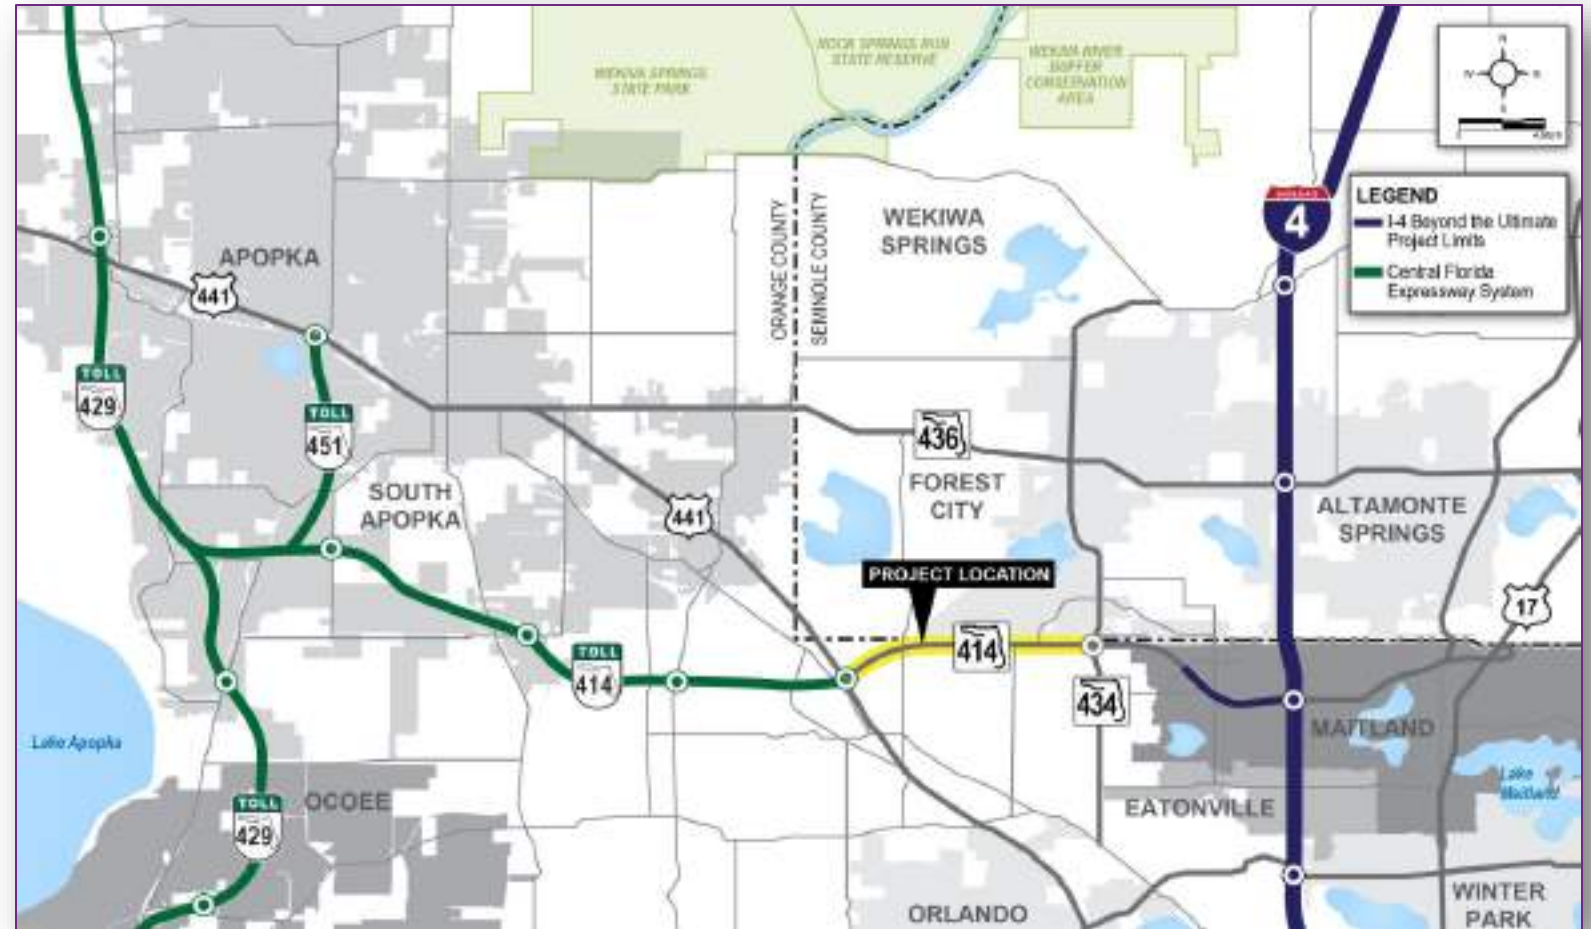 WEKIWA SPRINGS
STATE PARK
ROCK SPRINGS RUN
STATE RESERVE
WEKIVA RIVER
BUFFER
CONSERVATION
AREA
N
S
0
LEGEND
I-4 Beyond the Ultimate
Project Limits
Central Florida
Expressway System
4
ORANGE COUNTY
SEMINOLE COUNTY
WEKIWA
SPRINGS
APOPKA
441
TOLL
429
TOLL
451
436
FOREST
CITY
SOUTH
APOPKA
441
ALTAMONTE
SPRINGS
PROJECT LOCATION
17
414
TOLL
414
434
MAITLAND
Lake Apopka
Lake
Maitland
OCOEE
TOLL
429
EATONVILLE
ORLANDO
WINTER
PARK